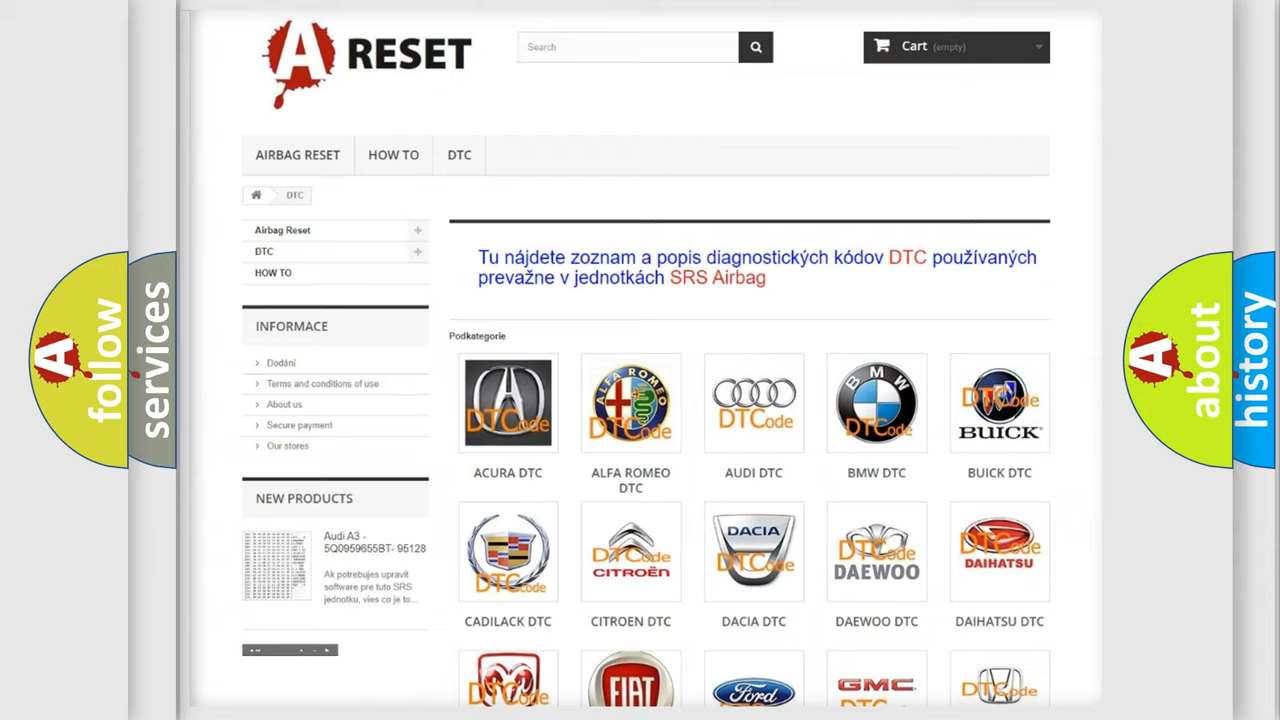 A RESET
Search
Cart (empty)
AIRBAG RESET
HOW TO
DTC
DTC
Airbag Reset
DTC
HOW TO
Tu nájdete zoznam a popis diagnostických kódov DTC používaných
prevažne v jednotkách SRS Airbag
INFORMACE
Dodání
Terms and conditions of use
About us
Secure payment
Our stores
NEW PRODUCTS
Audi A3 -
5Q0959655BT- 95128
Ak potrebujes upravit
software pre tuto SRS
jednotku, vies co je to...
Podkategorie
DTCode
ALFA ROMEO
DTCode
DTCode
BMW
DTCode
DTCode
BUICK
ACURA DTC
ALFA ROMEO
DTC
AUDI DTC
BMW DTC
BUICK DTC
DTCode
DTCode
CITROËN
DACIA
DTCode
DTCode
DAEWOO
DTCode
DAIHATSU
CADILACK DTC
CITROEN DTC
DACIA DTC
DAEWOO DTC
DAIHATSU DTC
DTCode
FIAT
Ford
GMC
DTCode
A follow
services
A about
history